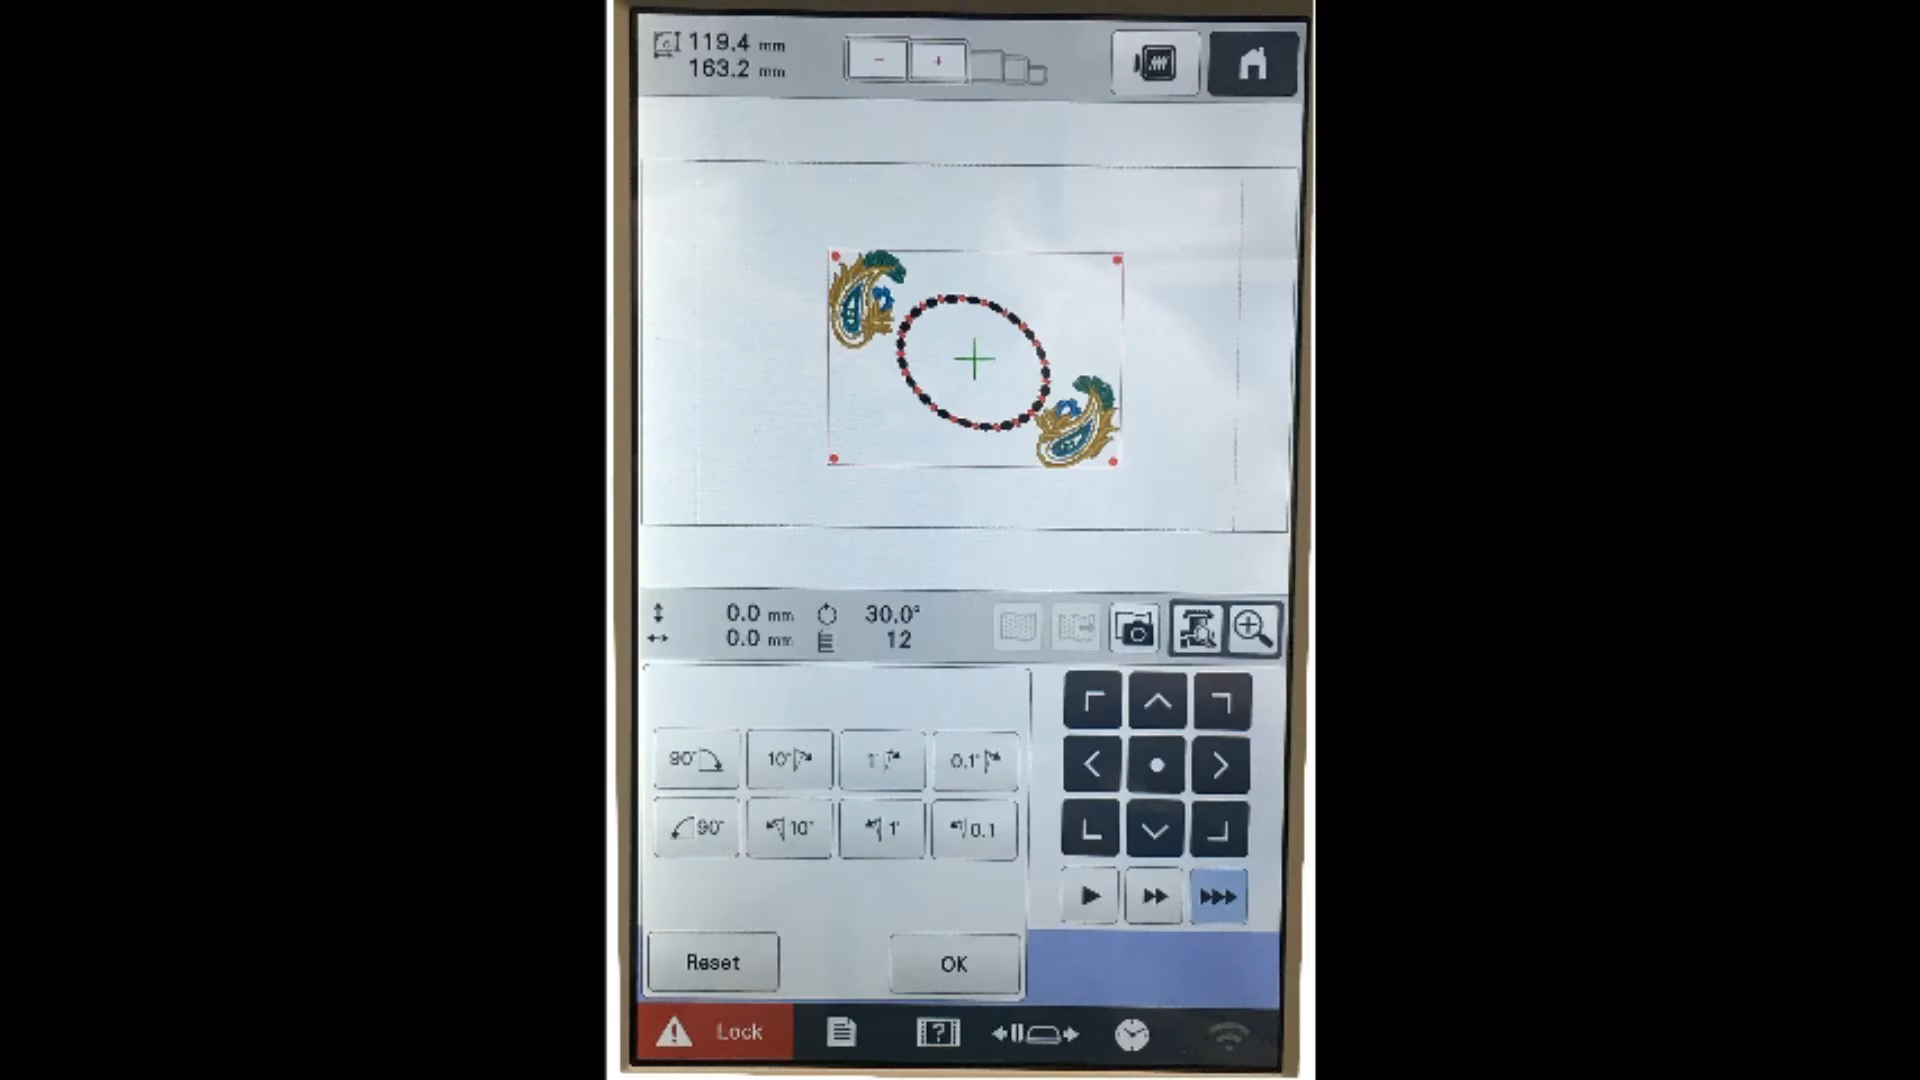 119.4 mm
163.2 mm
- +
0.0 mm 30.0°
0.0 mm 12
90° 10° 1° 0.1°
90° 10° 1° 0.1
Reset OK
Lock ?